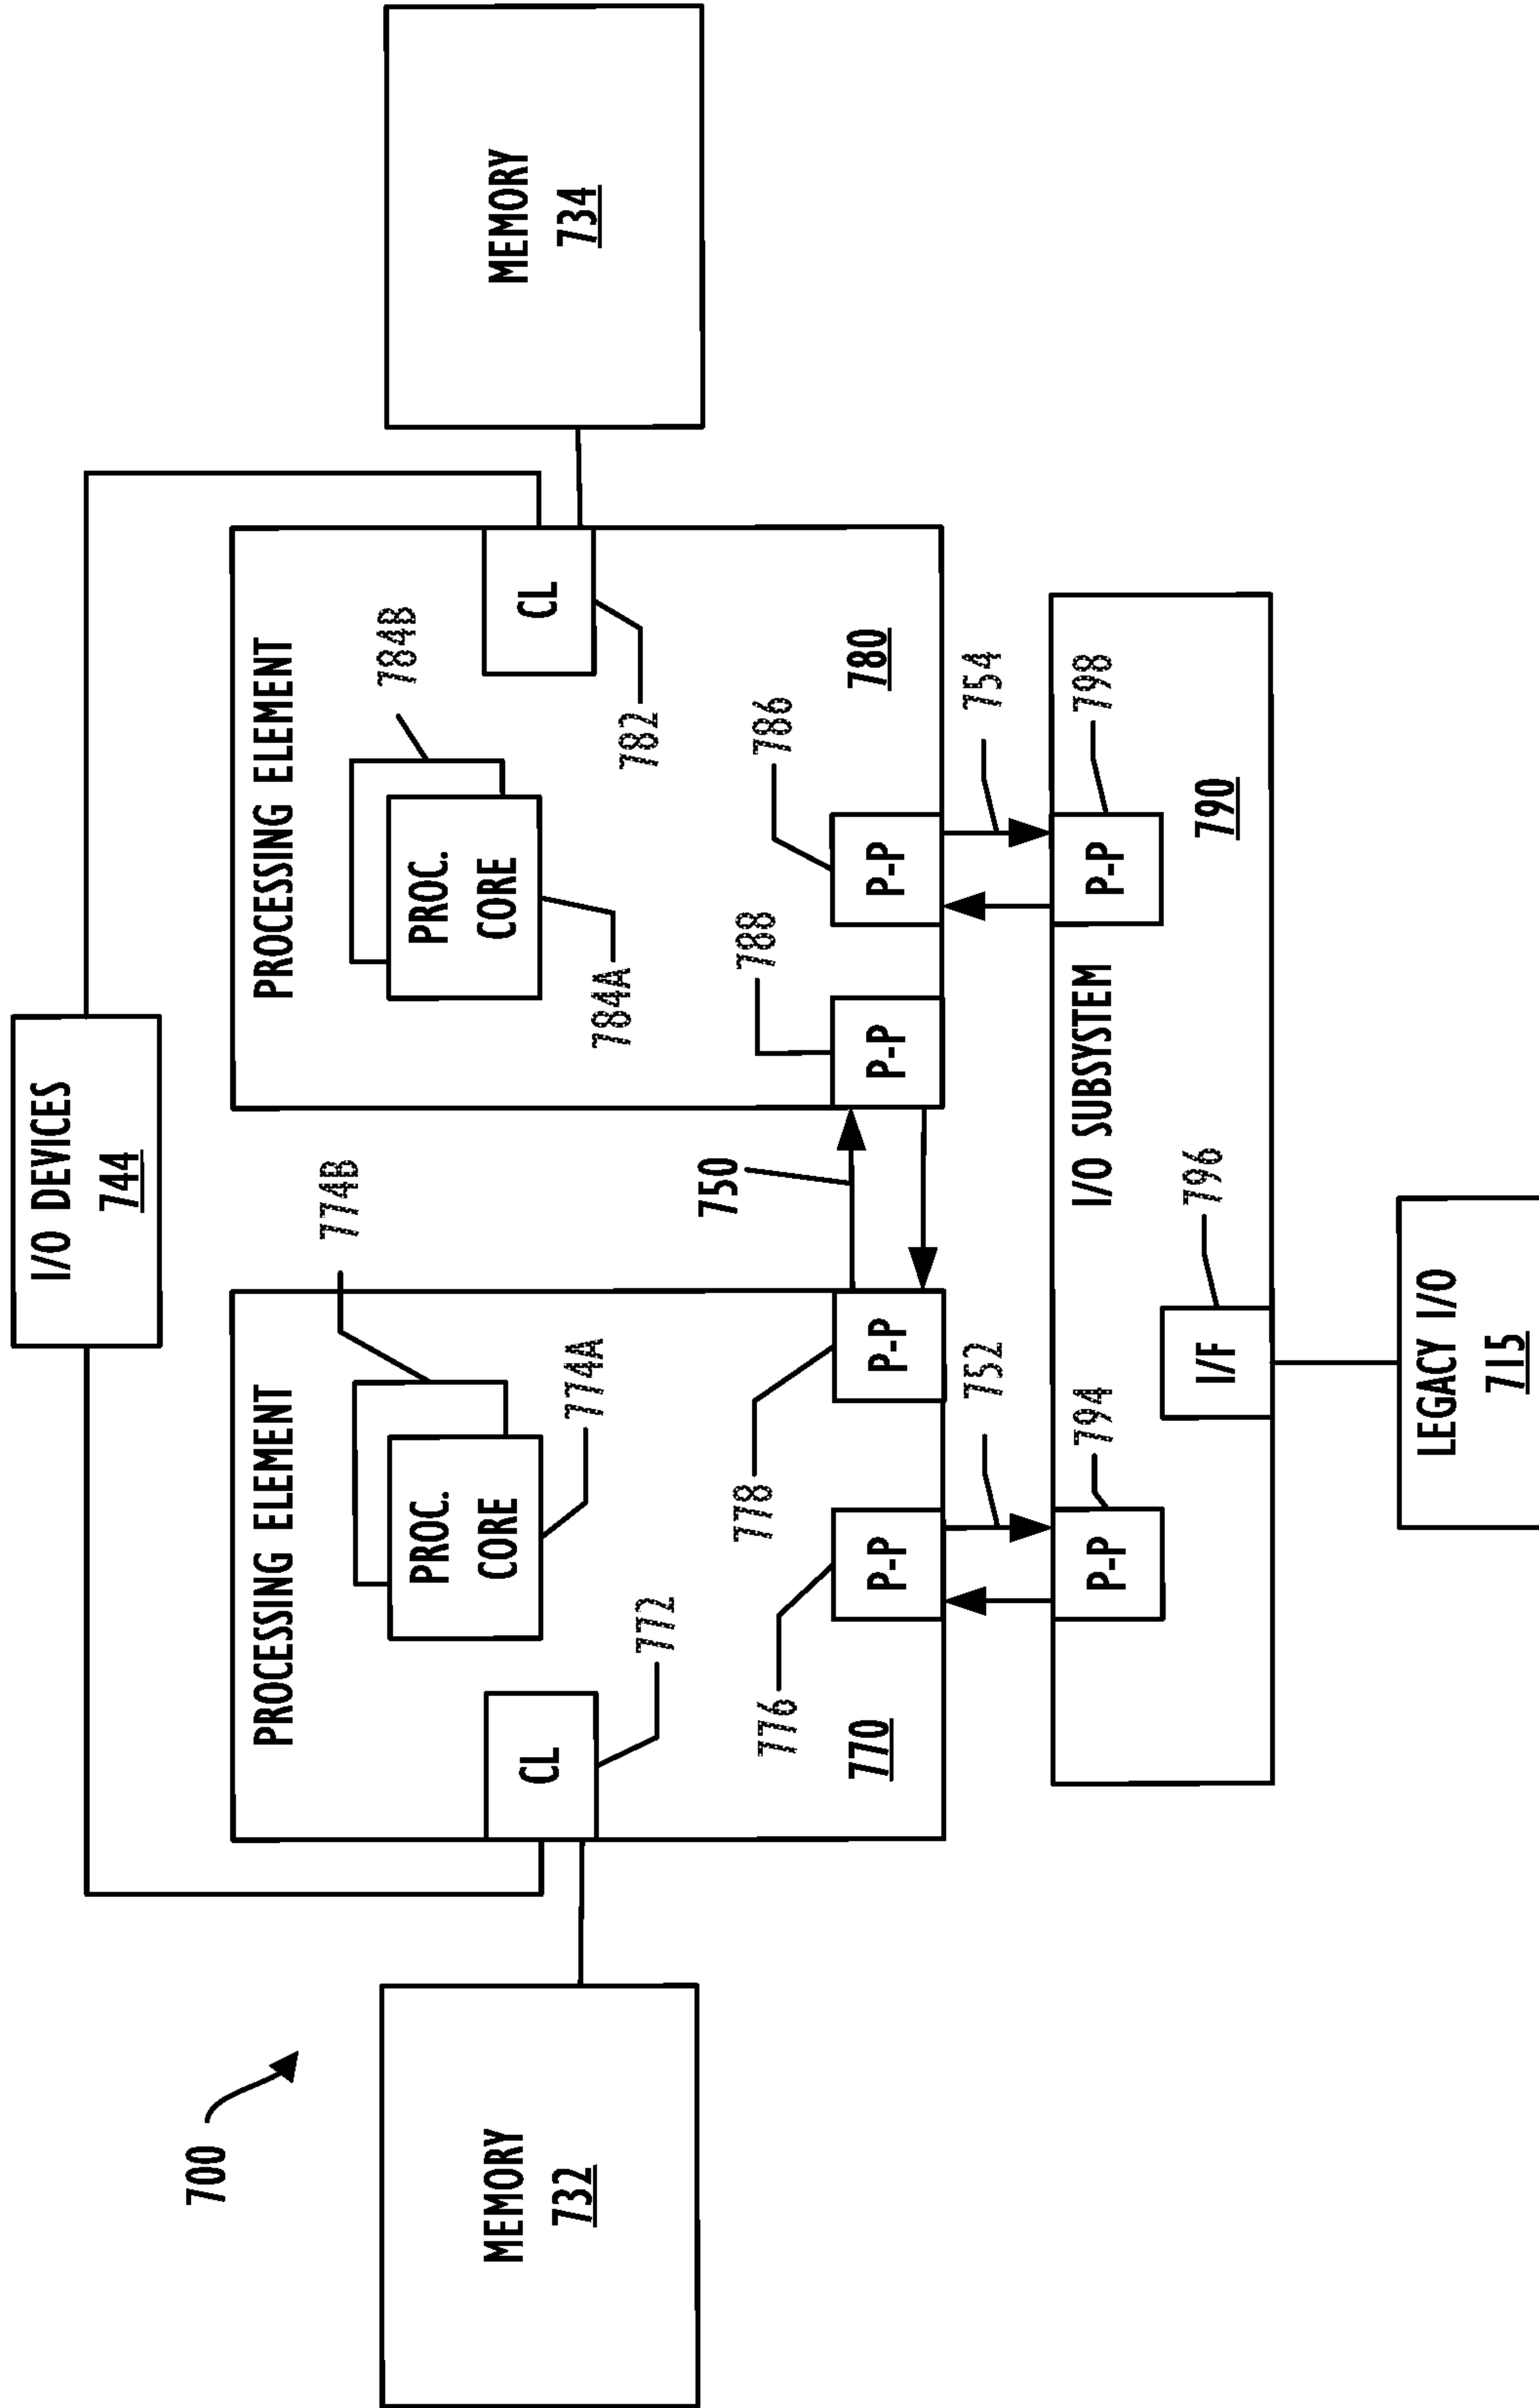 700
I/O DEVICES
744
MEMORY
732
MEMORY
734
PROCESSING ELEMENT
774B
PROC.
CORE
774A
CL
772
778
776
P-P
P-P
770
750
PROCESSING ELEMENT
784B
PROC.
CORE
784A
CL
782
788
786
P-P
P-P
780
752
754
I/O SUBSYSTEM
794
P-P
796
I/F
798
P-P
790
LEGACY I/O
715